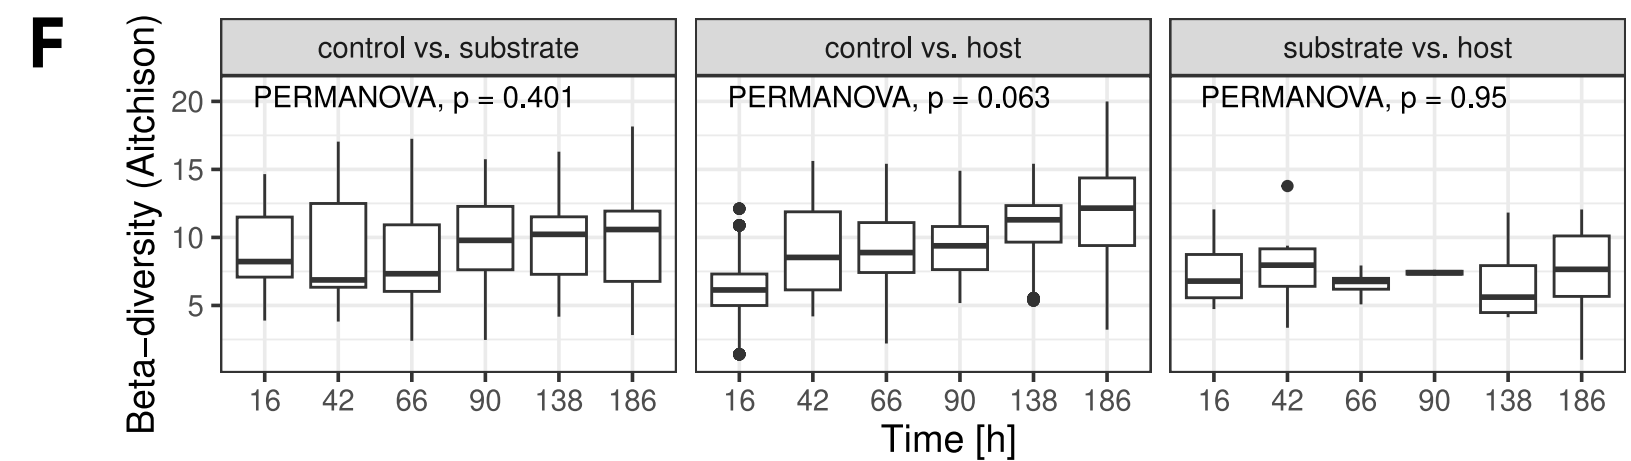 F
control vs. substrate
control vs. host
substrate vs. host
PERMANOVA, p = 0.401
PERMANOVA, p = 0.063
PERMANOVA, p = 0.95
Beta−diversity (Aitchison)
20
15
10
5
16 42 66 90 138 186
16 42 66 90 138 186
16 42 66 90 138 186
Time [h]